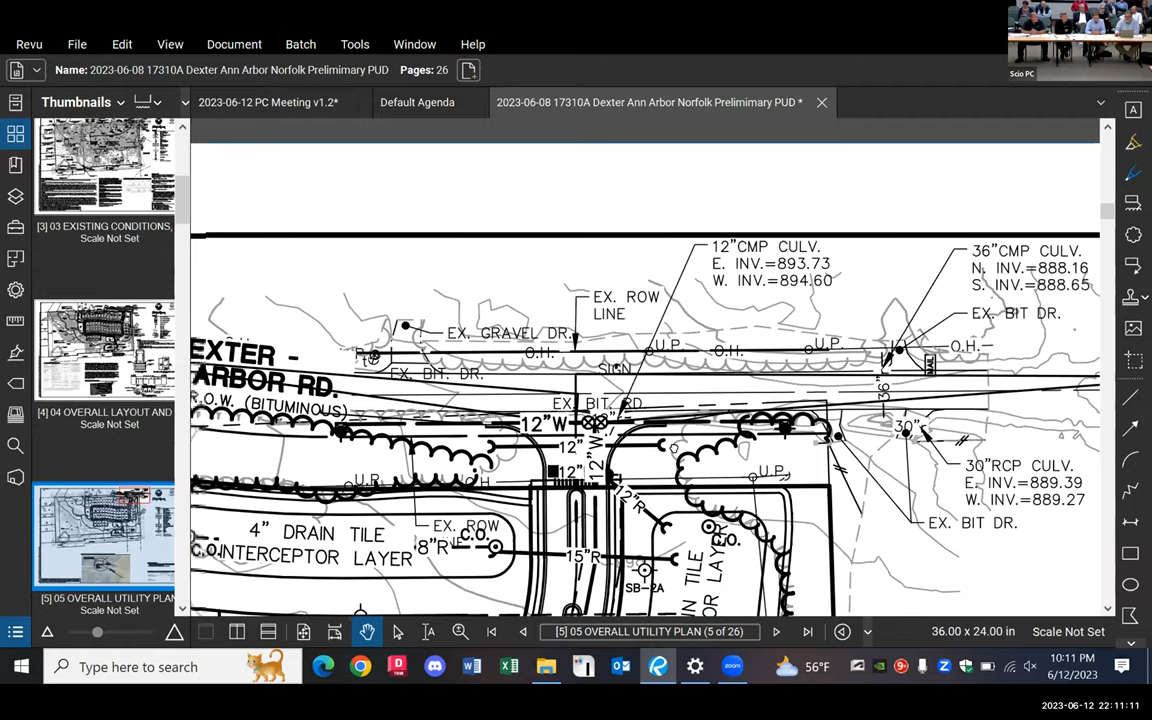 Scio PC
Revu File Edit View Document Batch Tools Window Help
Name: 2023-06-08 17310A Dexter Ann Arbor Norfolk Prelimimary PUD Pages: 26
Thumbnails
2023-06-12 PC Meeting v1.2*
Default Agenda
2023-06-08 17310A Dexter Ann Arbor Norfolk Prelimimary PUD *
[3] 03 EXISTING CONDITIONS,
Scale Not Set
[4] 04 OVERALL LAYOUT AND
Scale Not Set
[5] 05 OVERALL UTILITY PLAN
Scale Not Set
12"CMP CULV.
E. INV.=893.73
W. INV.=894.60
36"CMP CULV.
N. INV.=888.16
S. INV.=888.65
EX. BIT DR.
EX. ROW
LINE
EX. GRAVEL DR.
O.H.
U.P.
O.H.
U.P.
O.H.
EXTER -
ARBOR RD.
EX. BIT. DR.
SIGN
R.O.W. (BITUMINOUS)
EX. BIT RD.
36"
12"W
12"W
12"
12"
30"
30"RCP CULV.
E. INV.=889.39
W. INV.=889.27
EX. BIT DR.
U.P.
U.P.
12"R
EX. ROW
4" DRAIN TILE
INTERCEPTOR LAYER
C.O.
8"R
C.O.
15"R
C.O.
SB-2A
[5] 05 OVERALL UTILITY PLAN (5 of 26)
36.00 x 24.00 in
Scale Not Set
Type here to search
56°F
10:11 PM
6/12/2023
2023-06-12 22:11:11